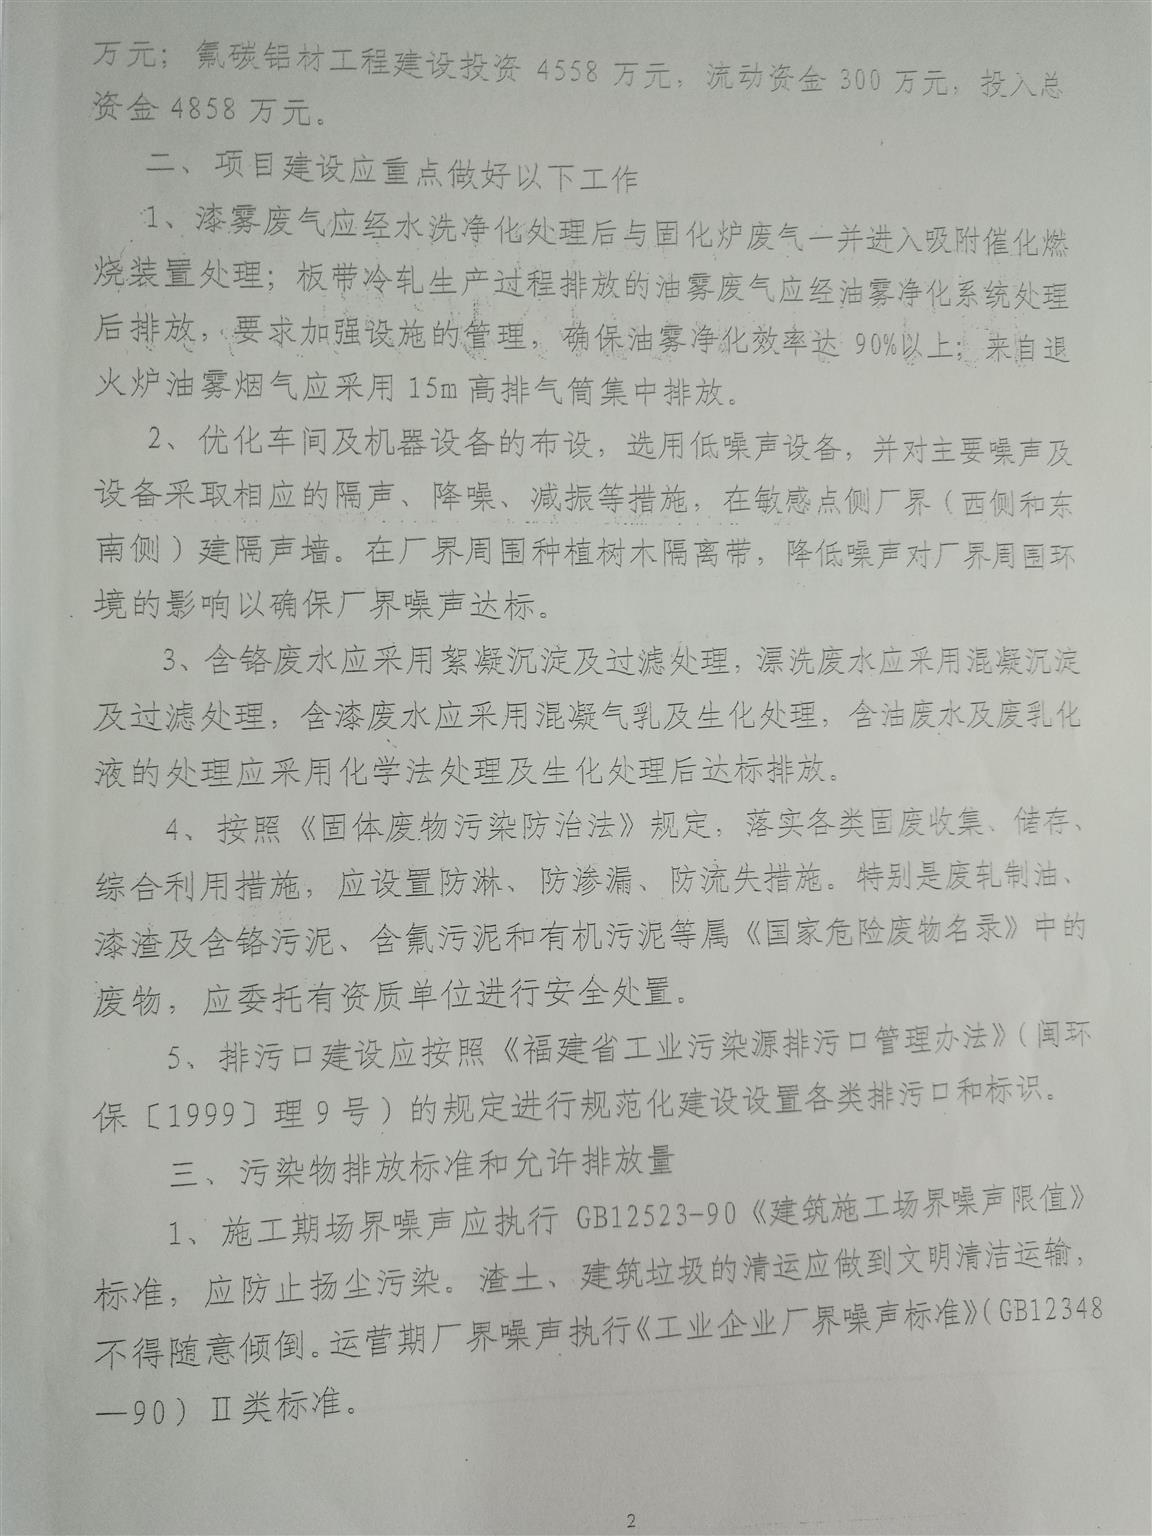 万元；氟碳铝材工程建设投资 4558 万元，流动资金 300 万元，投入总
资金 4858 万元。
二、项目建设应重点做好以下工作
1、漆雾废气应经水洗净化处理后与固化炉废气一并进入吸附催化燃
烧装置处理；板带冷轧生产过程排放的油雾废气应经油雾净化系统处理
后排放，要求加强设施的管理，确保油雾净化效率达 90%以上；来自退
火炉油雾烟气应采用 15m 高排气筒集中排放。
2、优化车间及机器设备的布设，选用低噪声设备，并对主要噪声及
设备采取相应的隔声、降噪、减振等措施，在敏感点侧厂界（西侧和东
南侧）建隔声墙。在厂界周围种植树木隔离带，降低噪声对厂界周围环
境的影响以确保厂界噪声达标。
3、含铬废水应采用絮凝沉淀及过滤处理，漂洗废水应采用混凝沉淀
及过滤处理，含漆废水应采用混凝气乳及生化处理，含油废水及废乳化
液的处理应采用化学法处理及生化处理后达标排放。
4、按照《固体废物污染防治法》规定，落实各类固废收集、储存、
综合利用措施，应设置防淋、防渗漏、防流失措施。特别是废轧制油、
漆渣及含铬污泥、含氟污泥和有机污泥等属《国家危险废物名录》中的
废物，应委托有资质单位进行安全处置。
5、排污口建设应按照《福建省工业污染源排污口管理办法》（闽环
保〔1999〕理 9 号）的规定进行规范化建设设置各类排污口和标识。
三、污染物排放标准和允许排放量
1、施工期场界噪声应执行 GB12523-90《建筑施工场界噪声限值》
标准，应防止扬尘污染。渣土、建筑垃圾的清运应做到文明清洁运输，
不得随意倾倒。运营期厂界噪声执行《工业企业厂界噪声标准》（GB12348
—90）Ⅱ类标准。
2